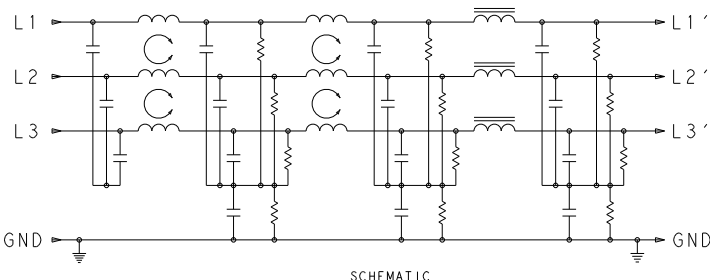 L1 L1′
L2 L2′
L3 L3′
GND GND
SCHEMATIC